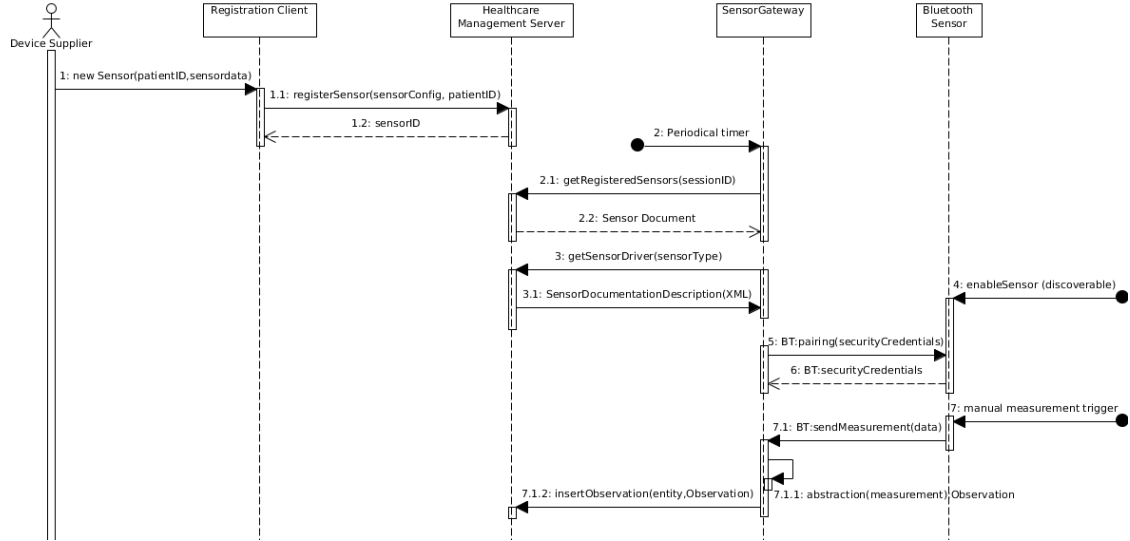 Registration Client
Healthcare
Management Server
SensorGateway
Bluetooth
Sensor
Device Supplier
1: new Sensor(patientID,sensordata)
1.1: registerSensor(sensorConfig, patientID)
1.2: sensorID
2: Periodical timer
2.1: getRegisteredSensors(sessionID)
2.2: Sensor Document
3: getSensorDriver(sensorType)
4: enableSensor (discoverable)
3.1: SensorDocumentationDescription(XML)
5: BT:pairing(securityCredentials)
6: BT:securityCredentials
7: manual measurement trigger
7.1: BT:sendMeasurement(data)
7.1.2: insertObservation(entity,Observation)
7.1.1: abstraction(measurement):Observation